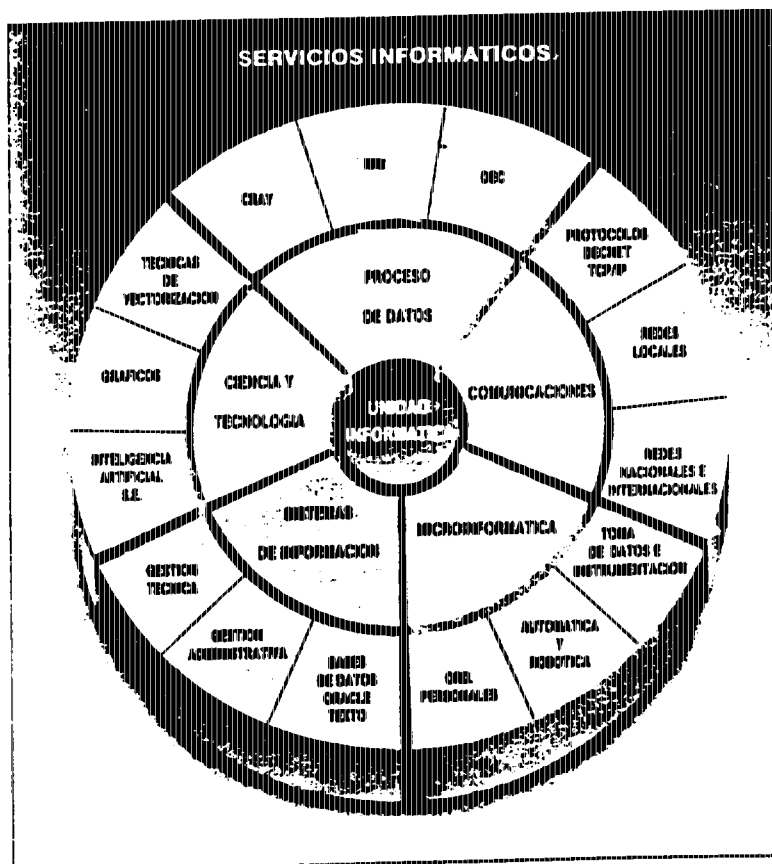 SERVICIOS INFORMATICOS
CRAY
IBM
DEC
PROTOCOLOS
DECNET
TCP/IP
REDES
LOCALES
REDES
NACIONALES E
INTERNACIONALES
TOMA
DE DATOS E
INSTRUMENTACION
AUTOMATICA
Y
ROBOTICA
ORD.
PERSONALES
BASES
DE DATOS
ORACLE
TEXTO
GESTION
ADMINISTRATIVA
GESTION
TECNICA
INTELIGENCIA
ARTIFICIAL
S.E.
GRAFICOS
TECNICAS
DE
VECTORIZACION
PROCESO
DE DATOS
COMUNICACIONES
MICROINFORMATICA
SISTEMAS
DE INFORMACION
CIENCIA Y
TECNOLOGIA
UNIDAD